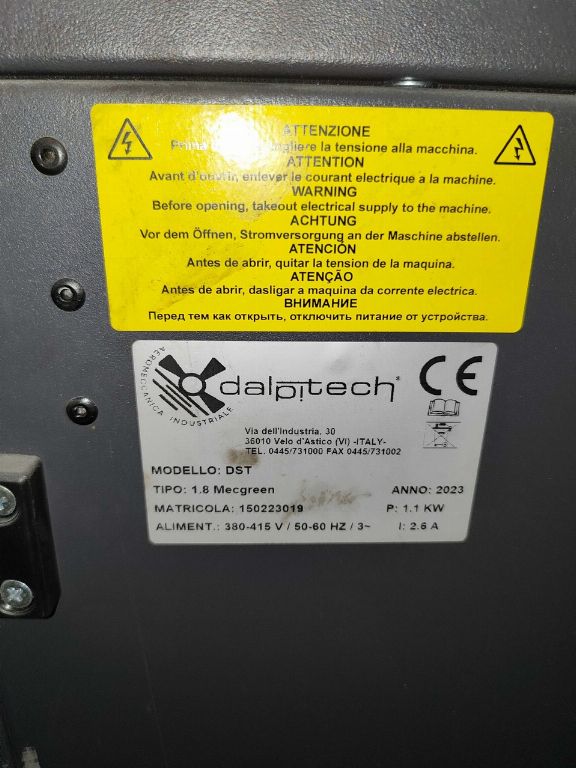 ATTENZIONE
Prima la tensione alla macchina.
ATTENTION
Avant d'ouvrir, enlever le courant electrique a la machine.
WARNING
Before opening, takeout electrical supply to the machine.
ACHTUNG
Vor dem Öffnen, Stromversorgung an der Maschine abstellen.
ATENCIÓN
Antes de abrir, quitar la tension de la maquina.
ATENÇÃO
Antes de abrir, dasligar a maquina da corrente electrica.
ВНИМАНИЕ
Перед тем как открыть, отключить питание от устройства.
AEROMECCANICA INDUSTRIALE
dalpitech
CE
Via dell'Industria, 30
36010 Velo d'Astico (VI) -ITALY-
TEL. 0445/731000 FAX 0445/731002
MODELLO: DST
TIPO: 1.8 Mecgreen ANNO: 2023
MATRICOLA: 150223019 P: 1.1 KW
ALIMENT.: 380-415 V / 50-60 HZ / 3~ I: 2.6 A